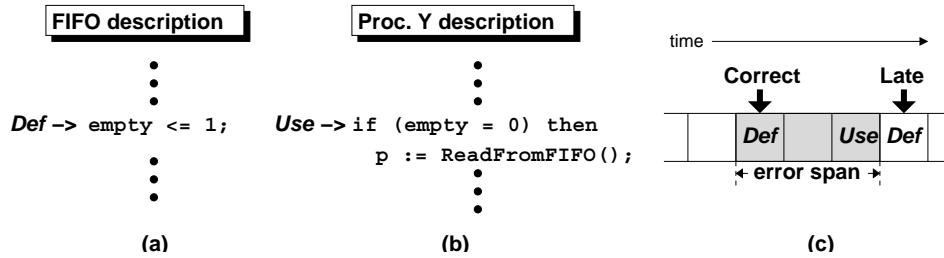 FIFO description
Def –> empty <= 1;
(a)
Proc. Y description
Use –> if (empty = 0) then
p := ReadFromFIFO();
(b)
time
Correct Late
Def Use Def
error span
(c)